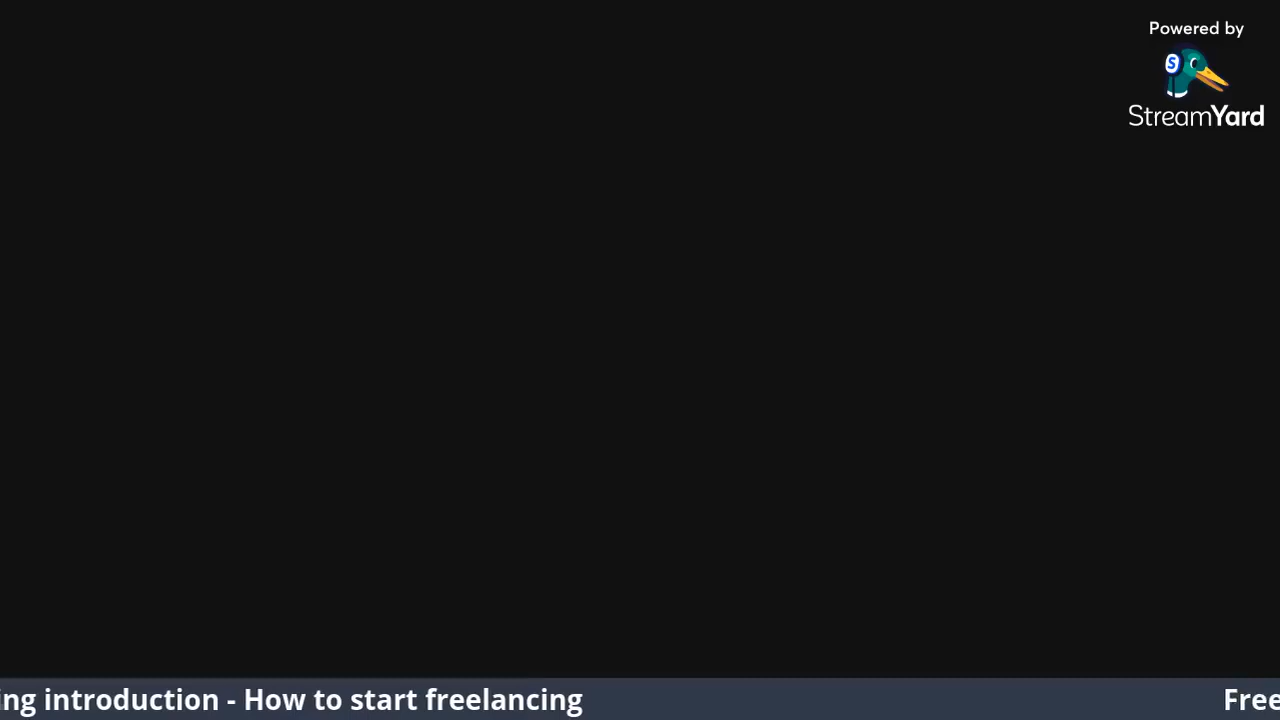 Powered by
S
StreamYard
ing introduction - How to start freelancing Free